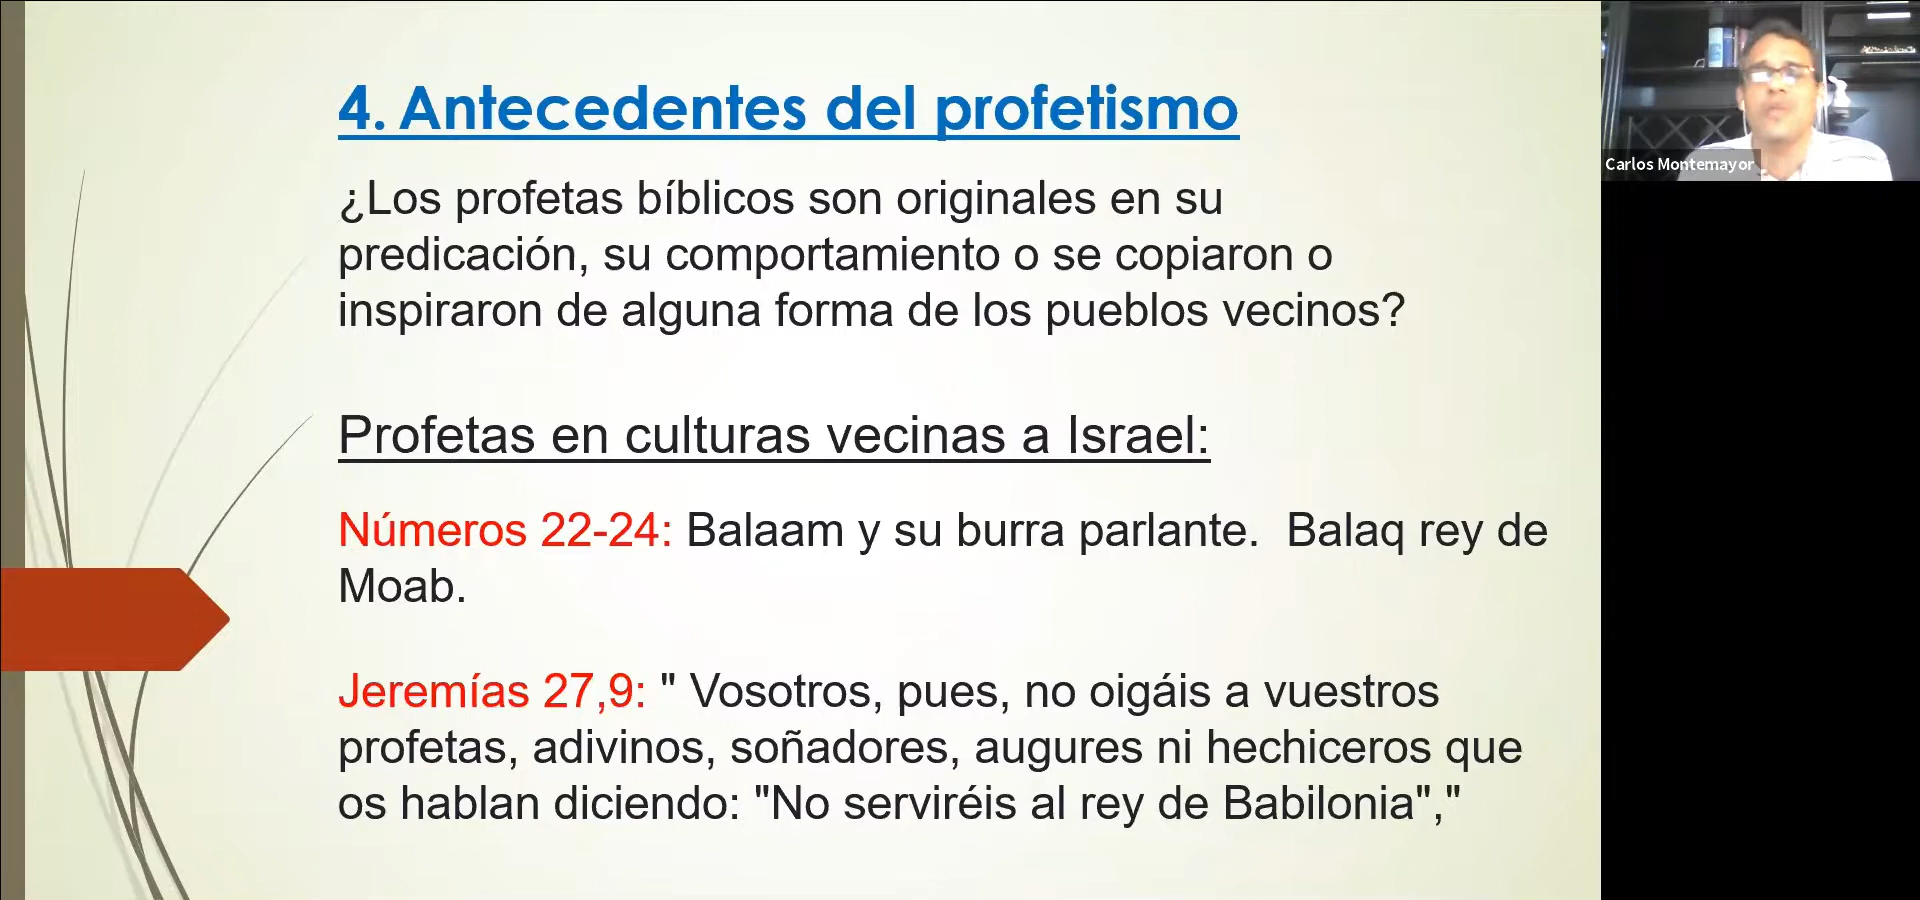 4. Antecedentes del profetismo
¿Los profetas bíblicos son originales en su
predicación, su comportamiento o se copiaron o
inspiraron de alguna forma de los pueblos vecinos?
Profetas en culturas vecinas a Israel:
Números 22-24: Balaam y su burra parlante.  Balaq rey de
Moab.
Jeremías 27,9: " Vosotros, pues, no oigáis a vuestros
profetas, adivinos, soñadores, augures ni hechiceros que
os hablan diciendo: "No serviréis al rey de Babilonia","
Carlos Montemayor